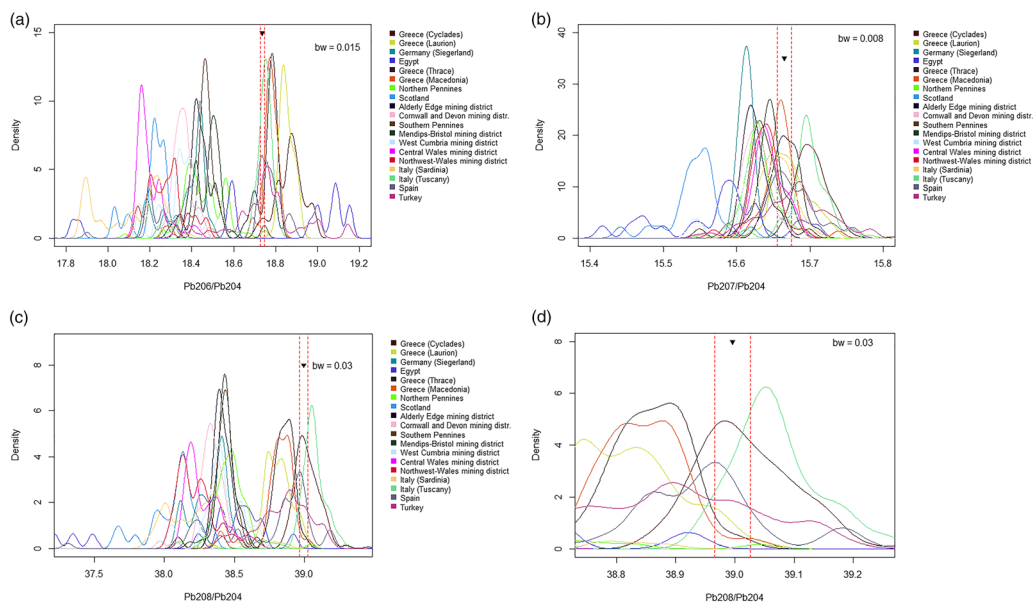 (a)
15
10
5
0
Density
bw = 0.015
17.8 18.0 18.2 18.4 18.6 18.8 19.0 19.2
Pb206/Pb204
Greece (Cyclades)
Greece (Laurion)
Germany (Siegerland)
Egypt
Greece (Thrace)
Greece (Macedonia)
Northern Pennines
Scotland
Alderly Edge mining district
Cornwall and Devon mining distr.
Southern Pennines
Mendips-Bristol mining district
West Cumbria mining district
Central Wales mining district
Northwest-Wales mining district
Italy (Sardinia)
Italy (Tuscany)
Spain
Turkey
(b)
40
30
20
10
0
Density
bw = 0.008
15.4 15.5 15.6 15.7 15.8
Pb207/Pb204
Greece (Cyclades)
Greece (Laurion)
Germany (Siegerland)
Egypt
Greece (Thrace)
Greece (Macedonia)
Northern Pennines
Scotland
Alderly Edge mining district
Cornwall and Devon mining distr.
Southern Pennines
Mendips-Bristol mining district
West Cumbria mining district
Central Wales mining district
Northwest-Wales mining district
Italy (Sardinia)
Italy (Tuscany)
Spain
Turkey
(c)
8
6
4
2
0
Density
bw = 0.03
37.5 38.0 38.5 39.0
Pb208/Pb204
Greece (Cyclades)
Greece (Laurion)
Germany (Siegerland)
Egypt
Greece (Thrace)
Greece (Macedonia)
Northern Pennines
Scotland
Alderly Edge mining district
Cornwall and Devon mining distr.
Southern Pennines
Mendips-Bristol mining district
West Cumbria mining district
Central Wales mining district
Northwest-Wales mining district
Italy (Sardinia)
Italy (Tuscany)
Spain
Turkey
(d)
8
6
4
2
0
Density
bw = 0.03
38.8 38.9 39.0 39.1 39.2
Pb208/Pb204